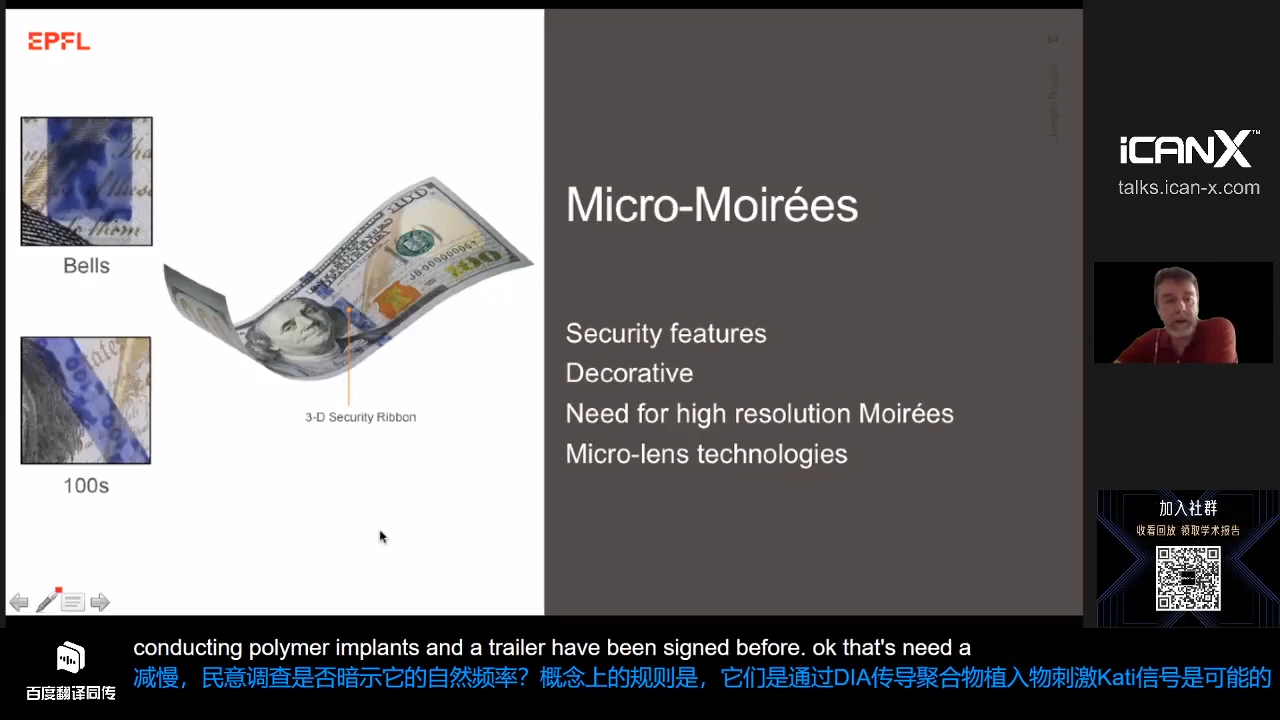 EPFL
Bells
100s
3-D Security Ribbon
100
JB-000000001
Micro-Moirées
Security features
Decorative
Need for high resolution Moirées
Micro-lens technologies
iCANX™
talks.ican-x.com
加入社群
收看回放 领取学术报告
conducting polymer implants and a trailer have been signed before. ok that's need a
减慢，民意调查是否暗示它的自然频率？概念上的规则是，它们是通过DIA传导聚合物植入物刺激Kati信号是可能的
百度翻译同传